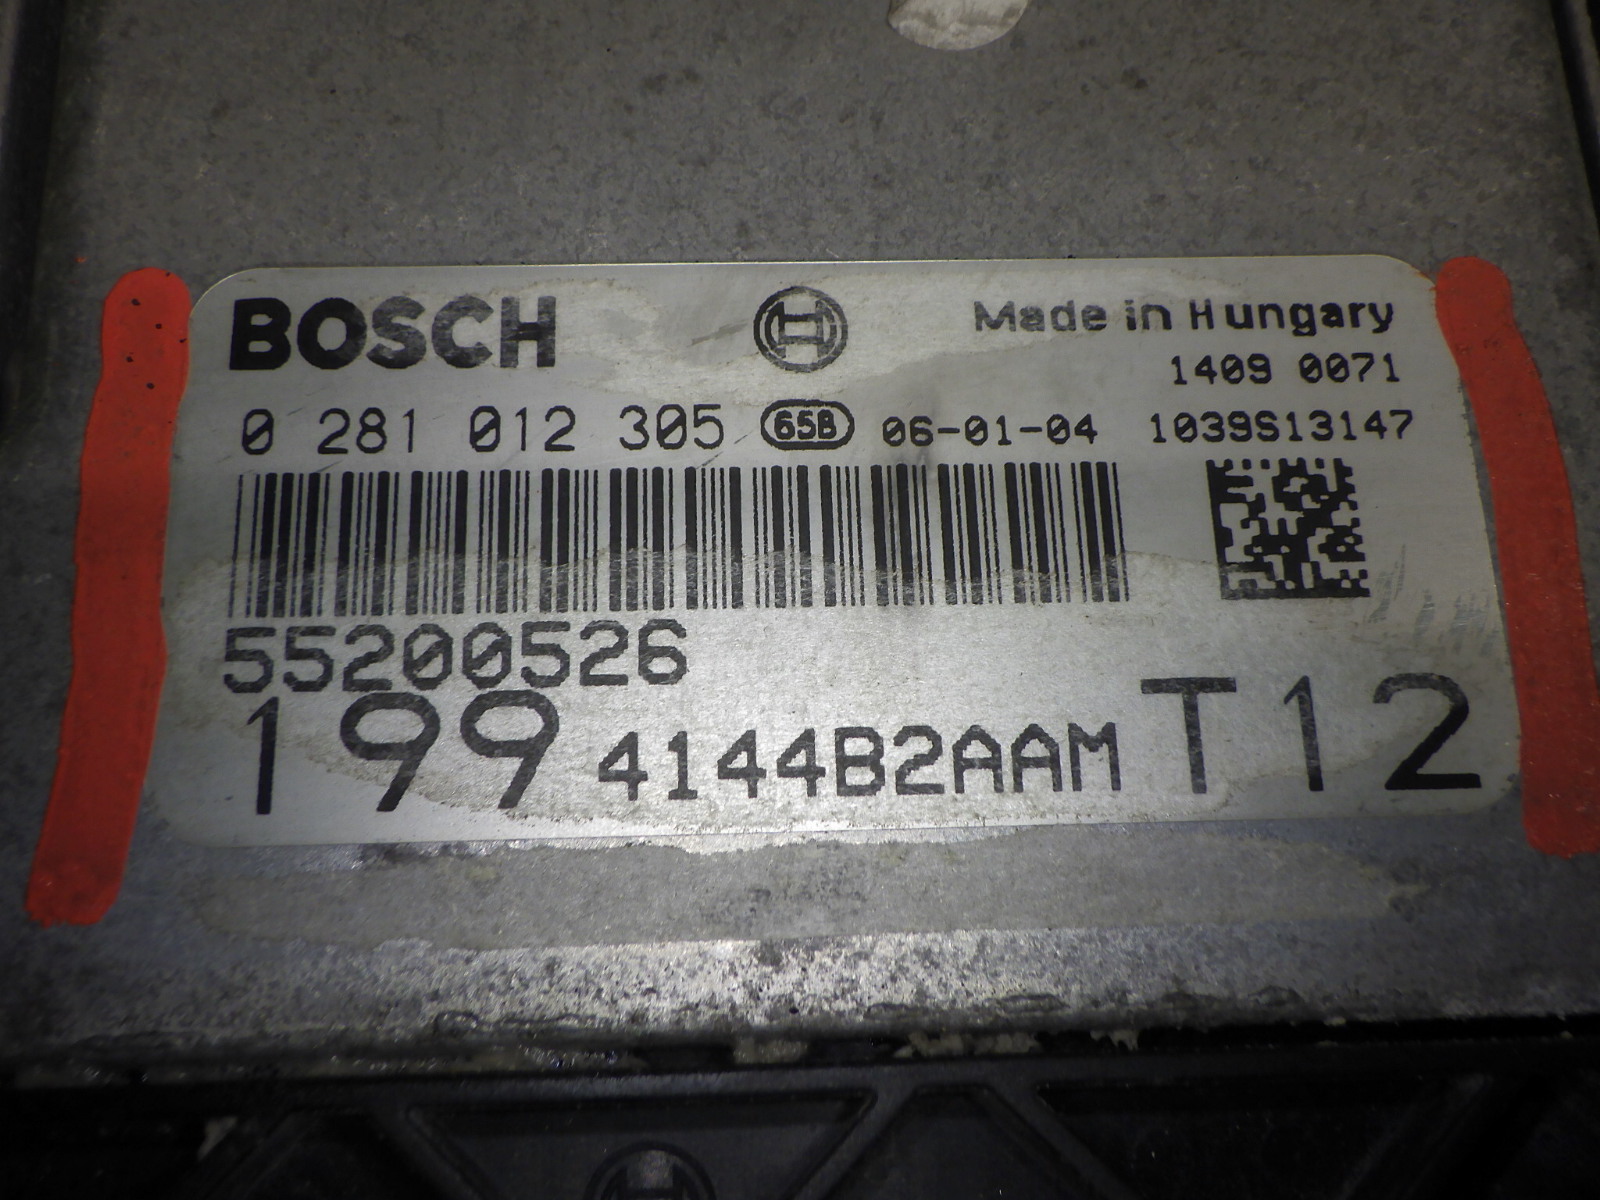 BOSCH Made in Hungary
1409 0071
0 281 012 305 65B 06-01-04 1039S13147
55200526
199 4144B2AAM T12